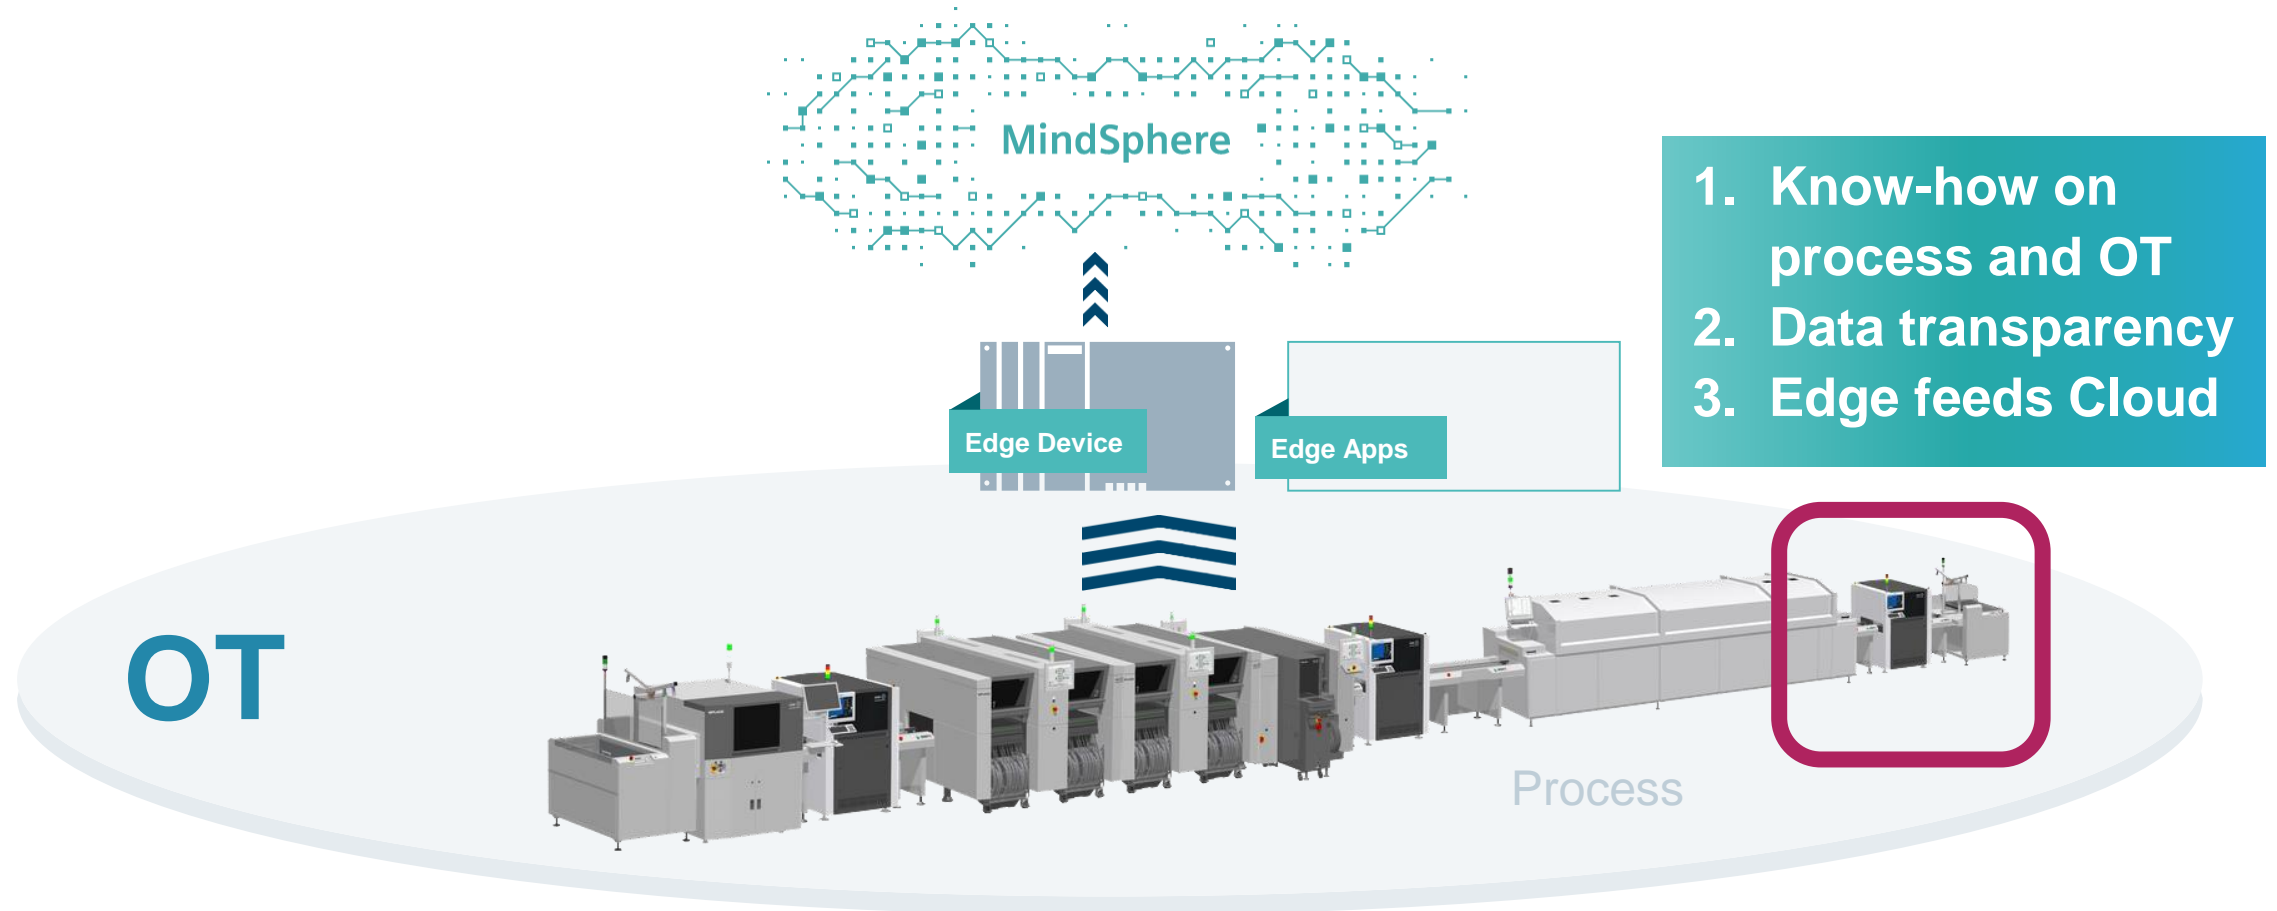 MindSphere
1. Know-how on
process and OT
2. Data transparency
3. Edge feeds Cloud
Edge Device
Edge Apps
OT
Process